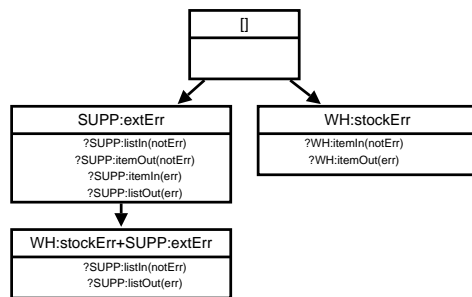 []
SUPP:extErr
?SUPP:listIn(notErr)
?SUPP:itemOut(notErr)
?SUPP:itemIn(err)
?SUPP:listOut(err)
WH:stockErr
?WH:itemIn(notErr)
?WH:itemOut(err)
WH:stockErr+SUPP:extErr
?SUPP:listIn(notErr)
?SUPP:listOut(err)